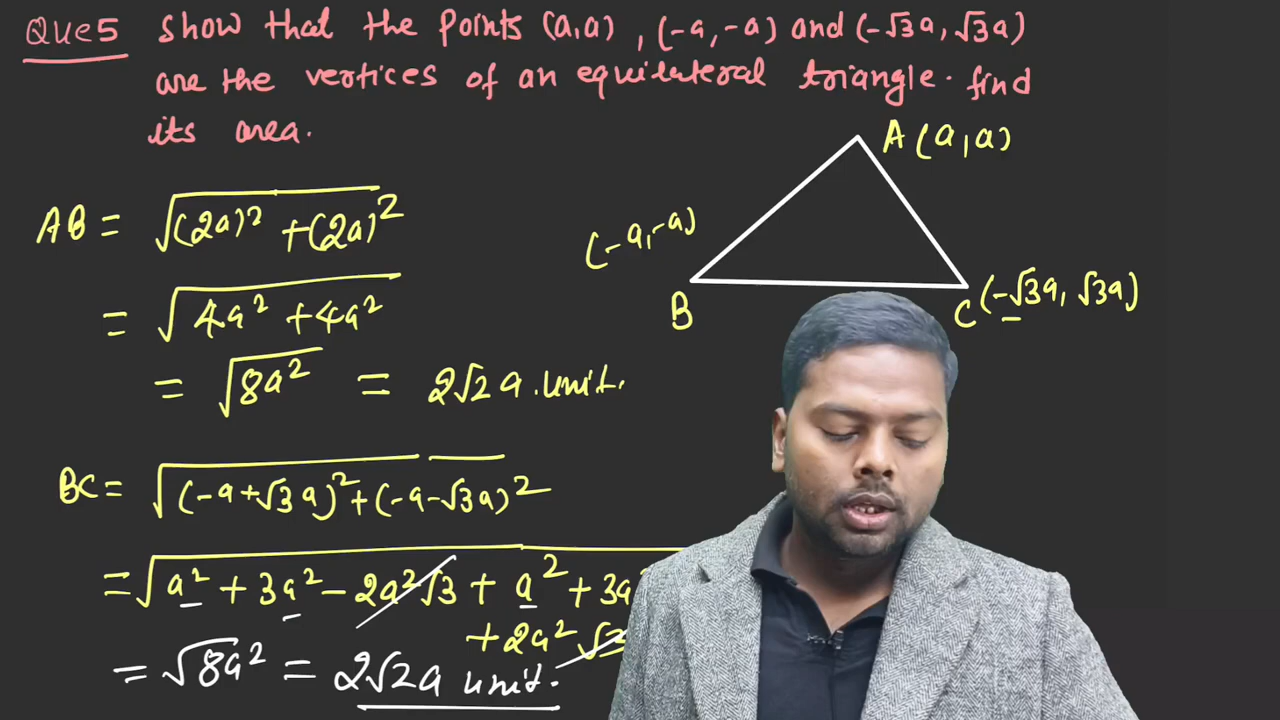 Que5 Show that the Points (a,a), (-a,-a) and (-√3a, √3a)
are the vertices of an equilateral triangle. find
its area.
A (a,a)
AB = √(2a)² + (2a)²
(-a,-a)
= √4a² + 4a²
B
C (-√3a, √3a)
= √8a² = 2√2 a. unit.
BC = √(-a+√3a)² + (-a-√3a)²
= √a² + 3a² - 2a²√3 + a² + 3a
+ 2a²
= √8a² = 2√2a unit.